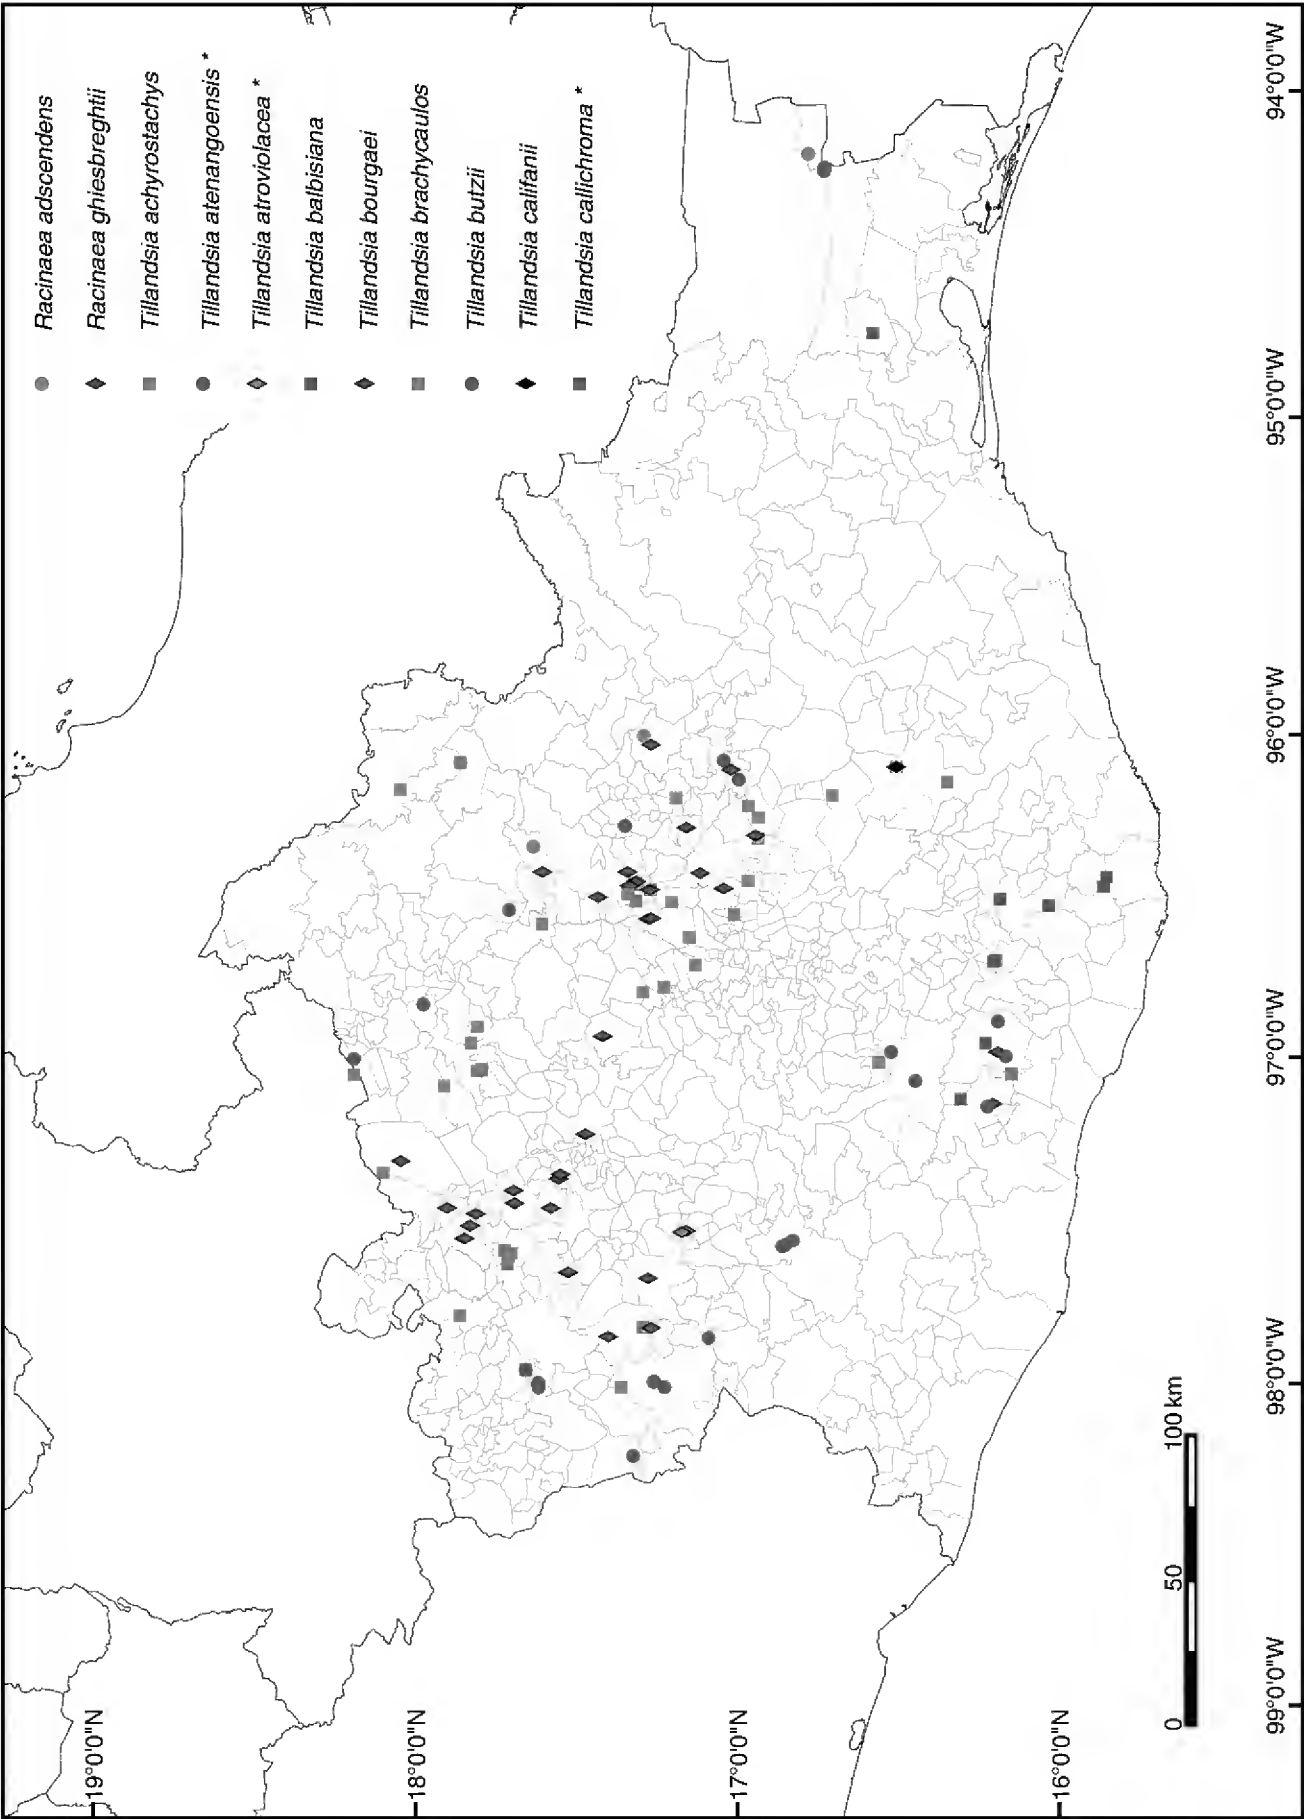 Racinaea adscendens
Racinaea ghiesbreghtii
Tillandsia achyrostachys
Tillandsia atenangoensis *
Tillandsia atroviolacea *
Tillandsia balbisiana
Tillandsia bourgaei
Tillandsia brachycaulos
Tillandsia butzii
Tillandsia califanii
Tillandsia callichroma *
19°0'0"N
18°0'0"N
17°0'0"N
16°0'0"N
0 50 100 km
99°0'0"W 98°0'0"W 97°0'0"W 96°0'0"W 95°0'0"W 94°0'0"W